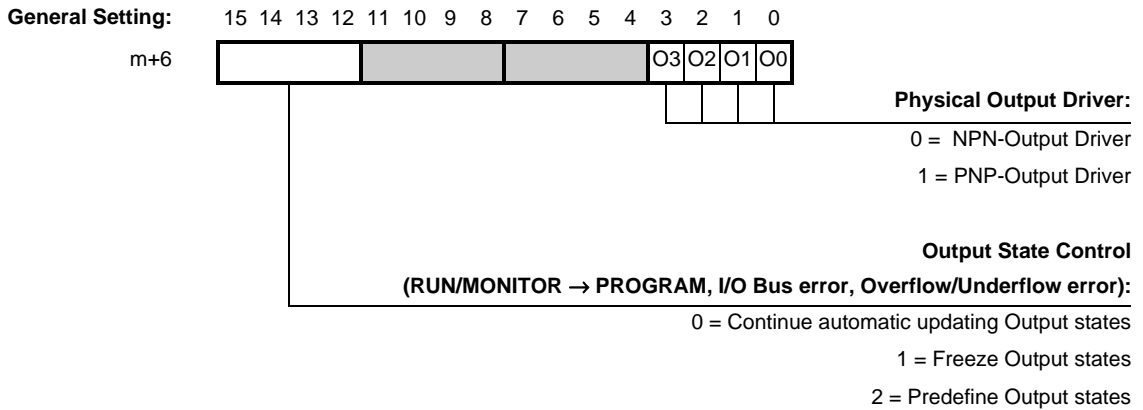 General Setting: 15 14 13 12 11 10 9 8 7 6 5 4 3 2 1 0
m+6 O3 O2 O1 O0
Physical Output Driver:
0 = NPN-Output Driver
1 = PNP-Output Driver
Output State Control
(RUN/MONITOR → PROGRAM, I/O Bus error, Overflow/Underflow error):
0 = Continue automatic updating Output states
1 = Freeze Output states
2 = Predefine Output states